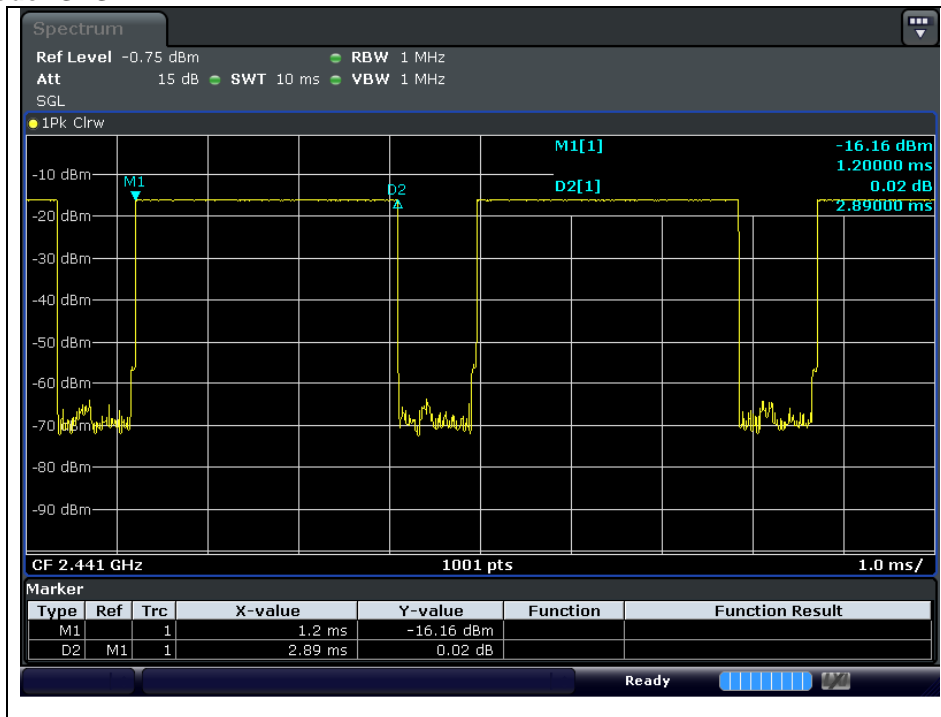 Spectrum
Ref Level -0.75 dBm RBW 1 MHz
Att 15 dB SWT 10 ms VBW 1 MHz
SGL
1Pk Clrw
M1[1] -16.16 dBm
1.20000 ms
D2[1] 0.02 dB
2.89000 ms
-10 dBm
M1
D2
-20 dBm
-30 dBm
-40 dBm
-50 dBm
-60 dBm
-70 dBm
-80 dBm
-90 dBm
CF 2.441 GHz 1001 pts 1.0 ms/
Marker
Type Ref Trc X-value Y-value Function Function Result
M1 1 1.2 ms -16.16 dBm
D2 M1 1 2.89 ms 0.02 dB
Ready